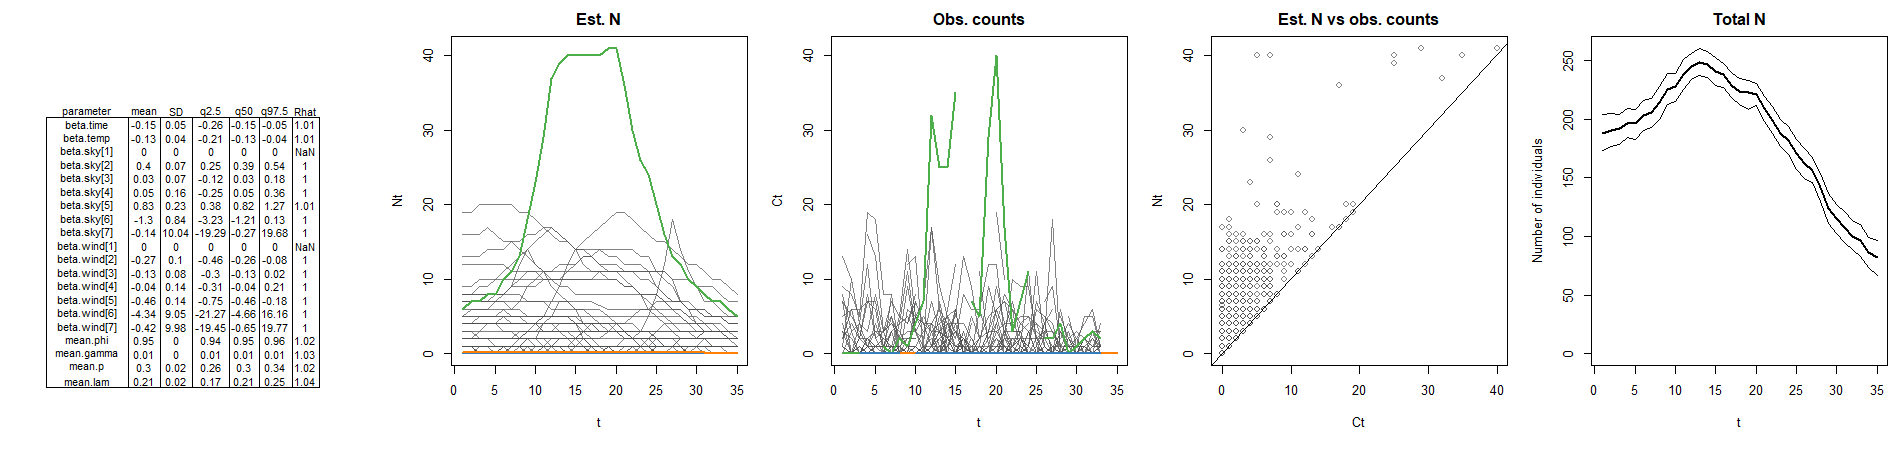 parameter mean SD q2.5 q50 q97.5 Rhat
beta.time -0.15 0.05 -0.26 -0.15 -0.05 1.01
beta.temp -0.13 0.04 -0.21 -0.13 -0.04 1.01
beta.sky[1] 0 0 0 0 0 NaN
beta.sky[2] 0.4 0.07 0.25 0.39 0.54 1
beta.sky[3] 0.03 0.07 -0.12 0.03 0.18 1
beta.sky[4] 0.05 0.16 -0.25 0.05 0.36 1
beta.sky[5] 0.83 0.23 0.38 0.82 1.27 1.01
beta.sky[6] -1.3 0.84 -3.23 -1.21 0.13 1
beta.sky[7] -0.14 10.04 -19.29 -0.27 19.68 1
beta.wind[1] 0 0 0 0 0 NaN
beta.wind[2] -0.27 0.1 -0.46 -0.26 -0.08 1
beta.wind[3] -0.13 0.08 -0.3 -0.13 0.02 1
beta.wind[4] -0.04 0.14 -0.31 -0.04 0.21 1
beta.wind[5] -0.46 0.14 -0.75 -0.46 -0.18 1
beta.wind[6] -4.34 9.05 -21.27 -4.66 16.16 1
beta.wind[7] -0.42 9.98 -19.45 -0.65 19.77 1
mean.phi 0.95 0 0.94 0.95 0.96 1.02
mean.gamma 0.01 0 0.01 0.01 0.01 1.03
mean.p 0.3 0.02 0.26 0.3 0.34 1.02
mean.lam 0.21 0.02 0.17 0.21 0.25 1.04
Est. N
Nt
40
30
20
10
0
0 5 10 15 20 25 30 35
t
Obs. counts
Ct
40
30
20
10
0
0 5 10 15 20 25 30 35
t
Est. N vs obs. counts
Nt
40
30
20
10
0
0 10 20 30 40
Ct
Total N
Number of individuals
250
200
150
100
50
0
0 5 10 15 20 25 30 35
t